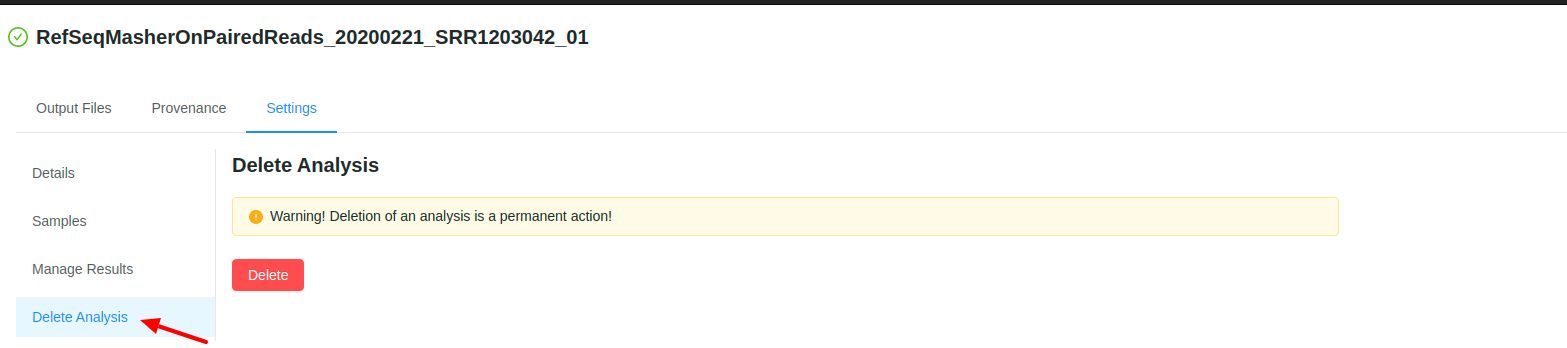 RefSeqMasherOnPairedReads_20200221_SRR1203042_01
Output Files Provenance Settings
Details
Samples
Manage Results
Delete Analysis
Delete Analysis
Warning! Deletion of an analysis is a permanent action!
Delete